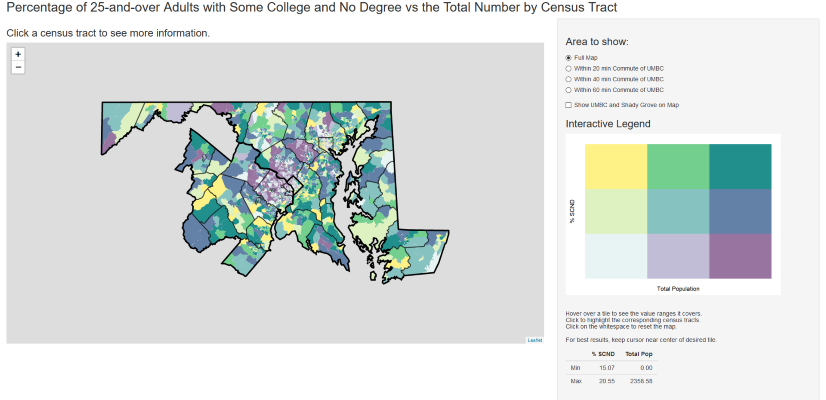 Percentage of 25-and-over Adults with Some College and No Degree vs the Total Number by Census Tract
Click a census tract to see more information.
+
−
Leaflet
Area to show:
Full Map
Within 20 min Commute of UMBC
Within 40 min Commute of UMBC
Within 60 min Commute of UMBC
Show UMBC and Shady Grove on Map
Interactive Legend
% SCND
Total Population
Hover over a tile to see the value ranges it covers.
Click to highlight the corresponding census tracts.
Click on the whitespace to reset the map.
For best results, keep cursor near center of desired tile.
% SCND Total Pop
Min 15.07 0.00
Max 20.55 2356.58